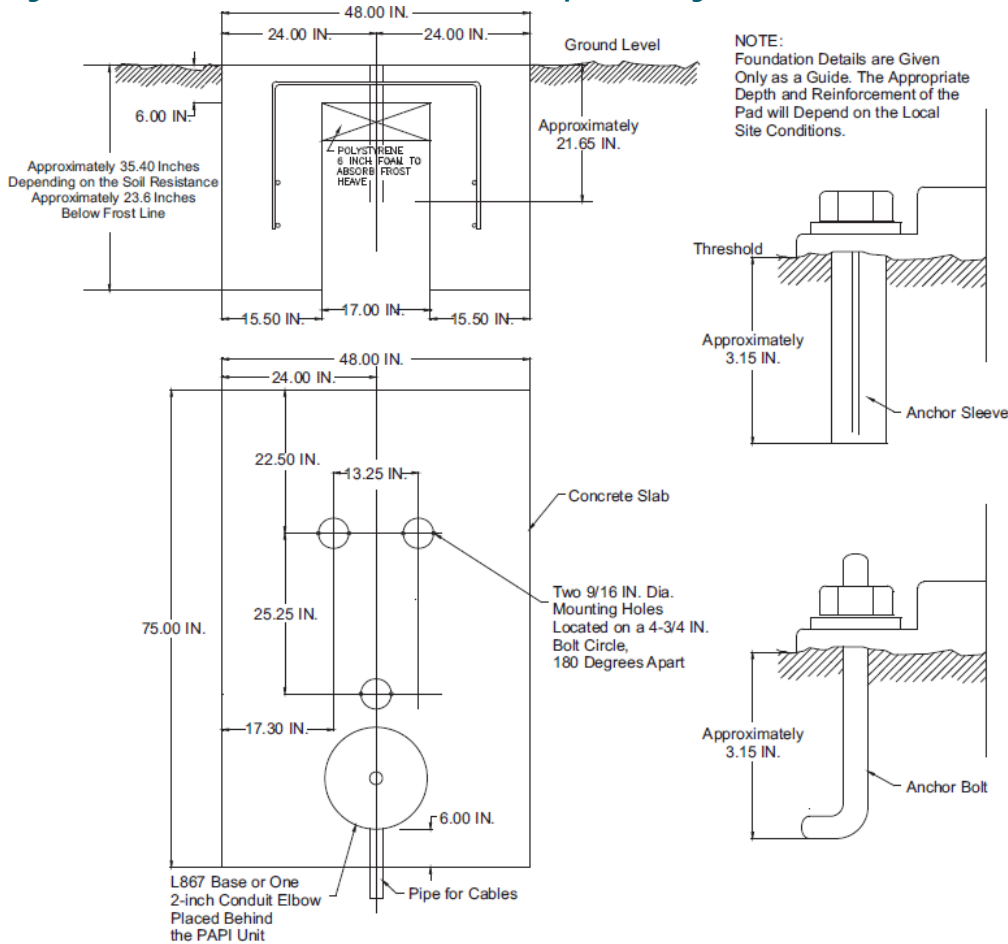 48.00 IN.
24.00 IN.
24.00 IN.
Ground Level
6.00 IN.
Approximately
21.65 IN.
POLYSTYRENE
6 INCH FOAM TO
ABSORB FROST
HEAVE
Approximately 35.40 Inches
Depending on the Soil Resistance
Approximately 23.6 Inches
Below Frost Line
15.50 IN.
17.00 IN.
15.50 IN.
NOTE:
Foundation Details are Given
Only as a Guide. The Appropriate
Depth and Reinforcement of the
Pad will Depend on the Local
Site Conditions.
Threshold
Approximately
3.15 IN.
Anchor Sleeve
48.00 IN.
24.00 IN.
22.50 IN.
13.25 IN.
Concrete Slab
25.25 IN.
75.00 IN.
Two 9/16 IN. Dia.
Mounting Holes
Located on a 4-3/4 IN.
Bolt Circle,
180 Degrees Apart
17.30 IN.
6.00 IN.
L867 Base or One
2-inch Conduit Elbow
Placed Behind
the PAPI Unit
Pipe for Cables
Approximately
3.15 IN.
Anchor Bolt